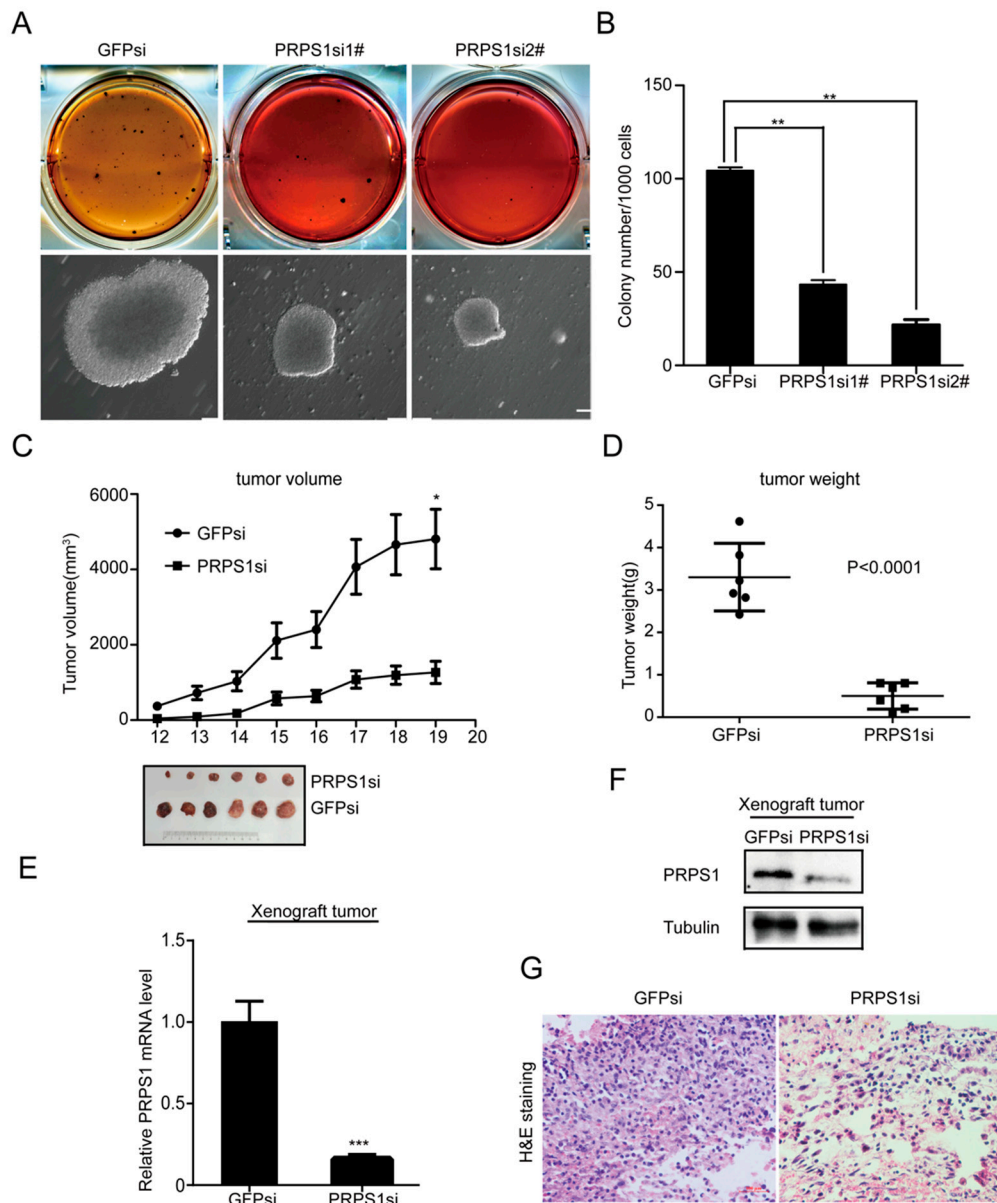 A
GFPsi
PRPS1si1#
PRPS1si2#
B
Colony number/1000 cells
150
100
50
0
**
**
GFPsi
PRPS1si1#
PRPS1si2#
C
tumor volume
Tumor volume(mm³)
6000
4000
2000
0
GFPsi
PRPS1si
*
12 13 14 15 16 17 18 19 20
PRPS1si
GFPsi
D
tumor weight
Tumor weight(g)
5
4
3
2
1
0
P<0.0001
GFPsi
PRPS1si
E
Xenograft tumor
Relative PRPS1 mRNA level
1.5
1.0
0.5
0
***
GFPsi
PRPS1si
F
Xenograft tumor
GFPsi PRPS1si
PRPS1
Tubulin
G
GFPsi
PRPS1si
H&E staining